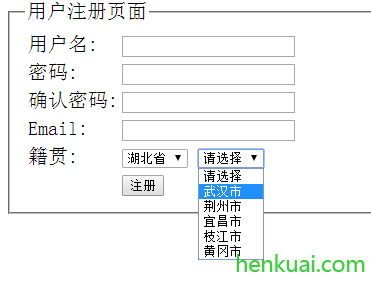 用户注册页面
用户名:
密码:
确认密码:
Email:
籍贯: 湖北省 请选择
注册
请选择
武汉市
荆州市
宜昌市
枝江市
黄冈市
henkuai.com